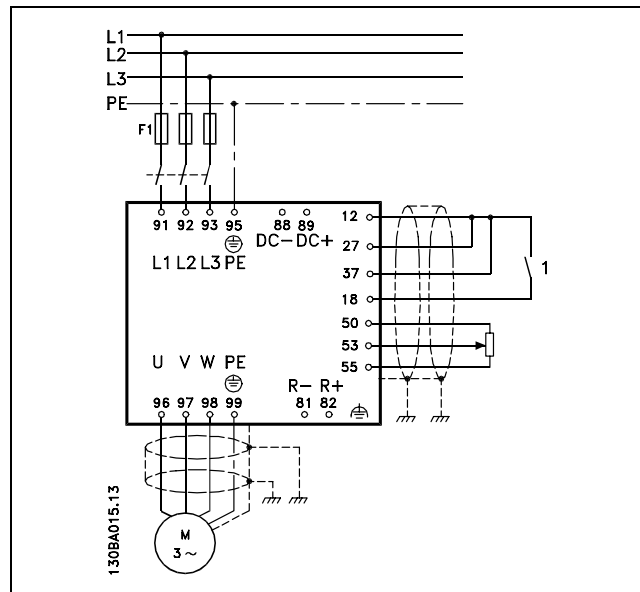 L1
L2
L3
PE
F1
91 92 93 95 88 89 12
DC- DC+
27
L1 L2 L3 PE
37
1
18
50
53
U V W PE
55
R- R+
96 97 98 99 81 82
M
3~
130BA015.13